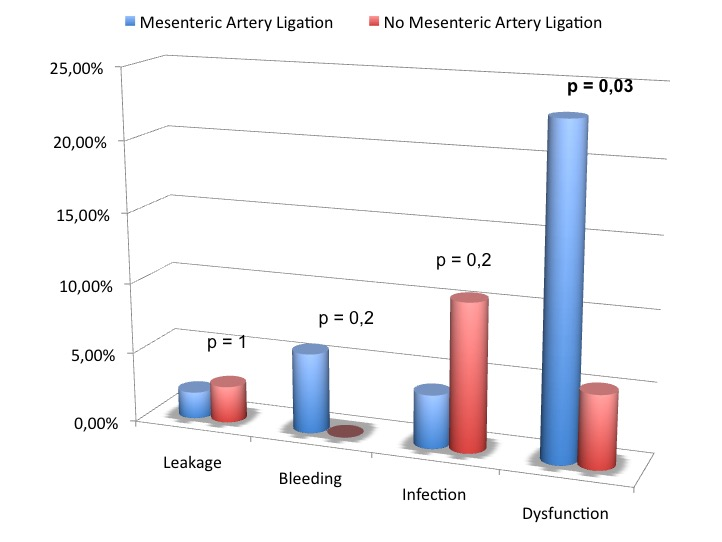 Mesenteric Artery Ligation No Mesenteric Artery Ligation
25,00%
20,00%
15,00%
10,00%
5,00%
0,00%
p = 1
p = 0,2
p = 0,2
p = 0,03
Leakage
Bleeding
Infection
Dysfunction